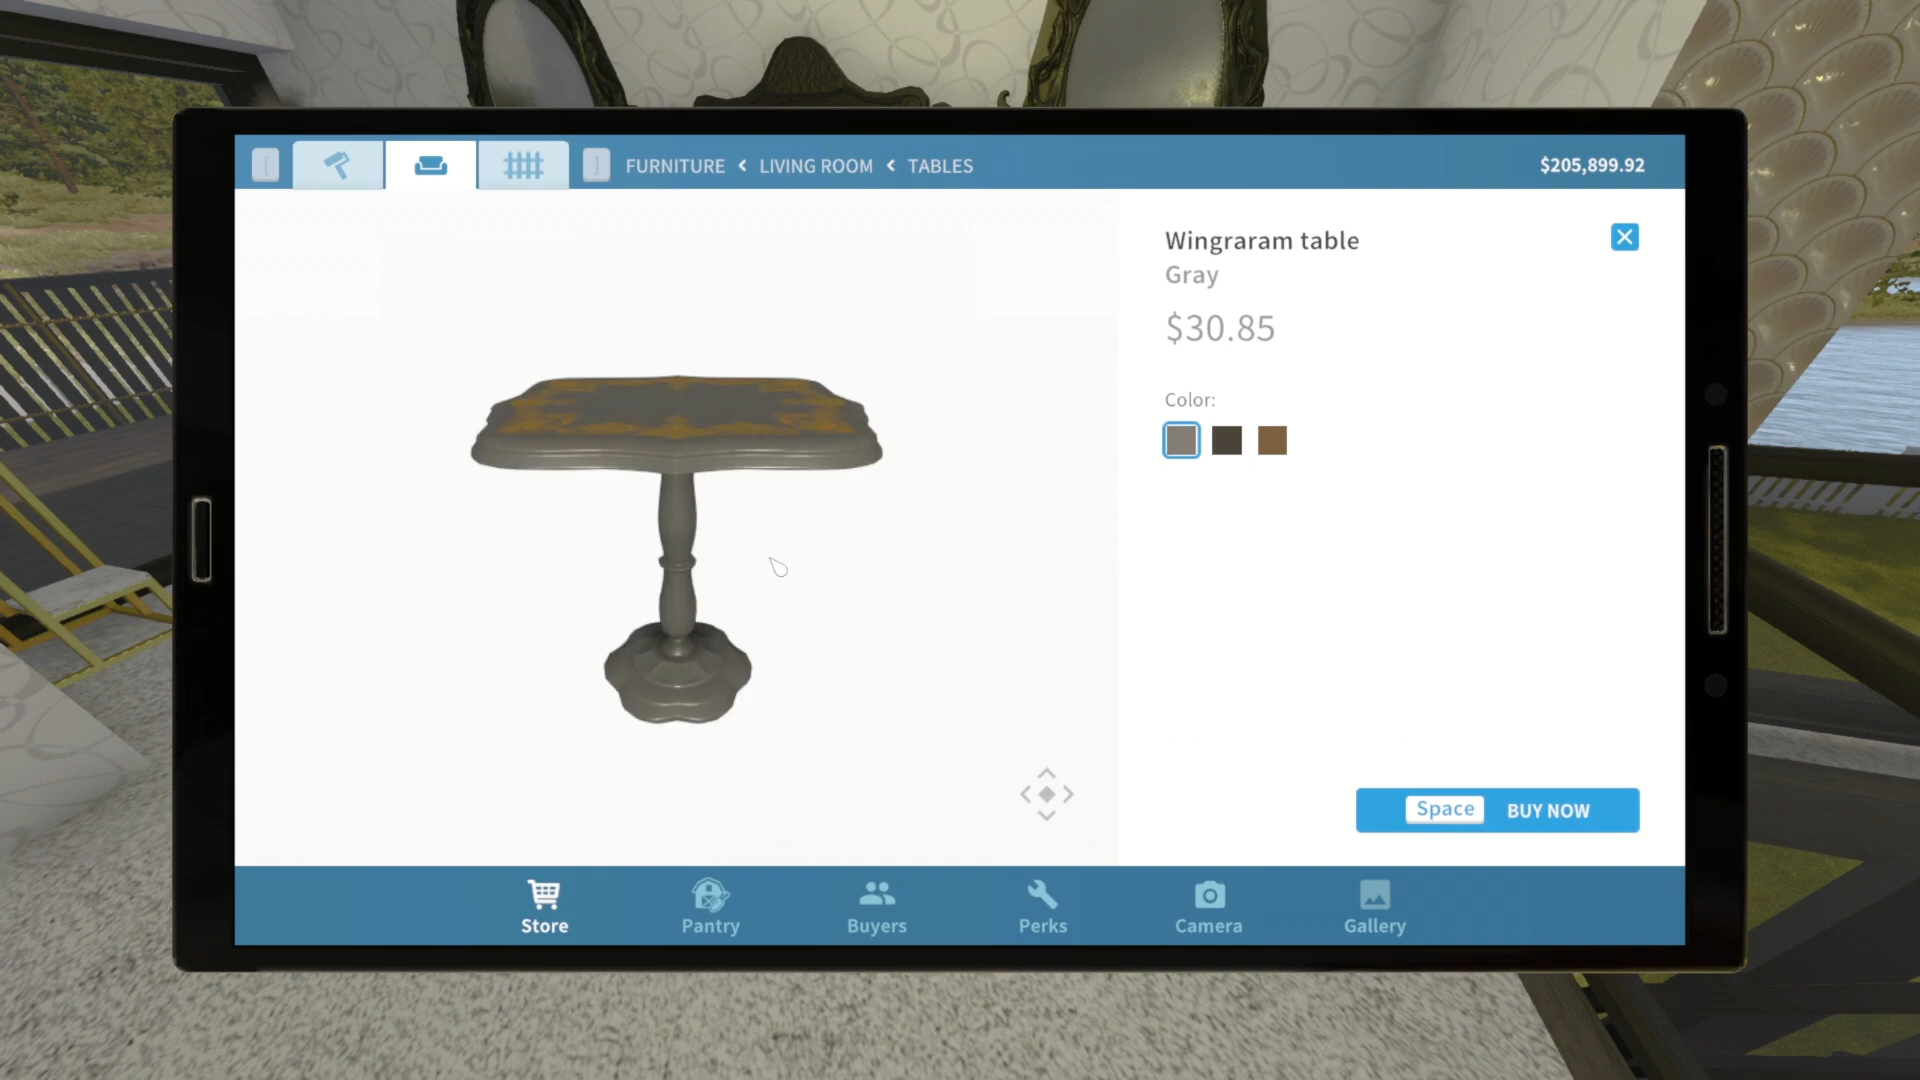 [
]
FURNITURE < LIVING ROOM < TABLES
$205,899.92
Wingraram table
Gray
$30.85
Color:
Space BUY NOW
Store
Pantry
Buyers
Perks
Camera
Gallery